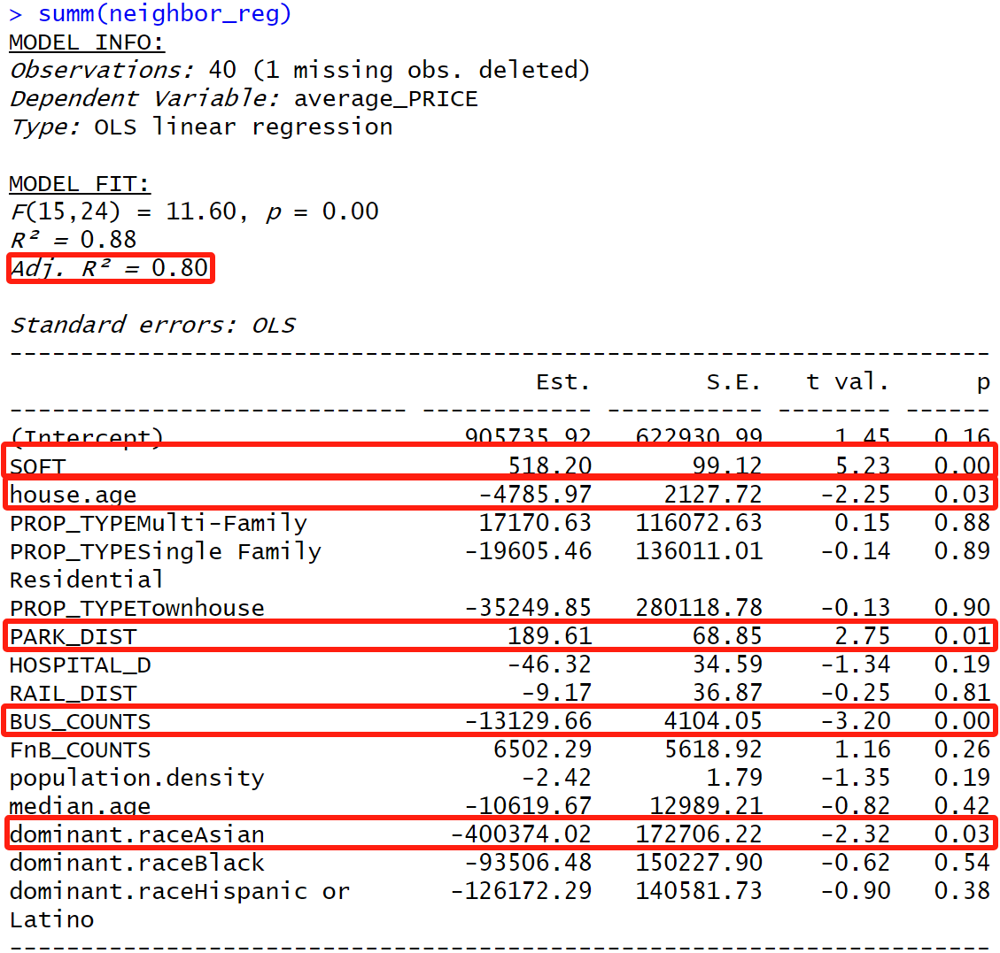 > summ(neighbor_reg)
MODEL INFO:
Observations: 40 (1 missing obs. deleted)
Dependent Variable: average_PRICE
Type: OLS linear regression
MODEL FIT:
F(15,24) = 11.60, p = 0.00
R² = 0.88
Adj. R² = 0.80
Standard errors: OLS
-----------------------------------------------------------------------
Est. S.E. t val. p
---------------------------- ------------ ----------- -------- ------
(Intercept) 905735.92 622930.99 1.45 0.16
SQFT 518.20 99.12 5.23 0.00
house.age -4785.97 2127.72 -2.25 0.03
PROP_TYPEMulti-Family 17170.63 116072.63 0.15 0.88
PROP_TYPESingle Family -19605.46 136011.01 -0.14 0.89
Residential
PROP_TYPETownhouse -35249.85 280118.78 -0.13 0.90
PARK_DIST 189.61 68.85 2.75 0.01
HOSPITAL_D -46.32 34.59 -1.34 0.19
RAIL_DIST -9.17 36.87 -0.25 0.81
BUS_COUNTS -13129.66 4104.05 -3.20 0.00
FnB_COUNTS 6502.29 5618.92 1.16 0.26
population.density -2.42 1.79 -1.35 0.19
median.age -10619.67 12989.21 -0.82 0.42
dominant.raceAsian -400374.02 172706.22 -2.32 0.03
dominant.raceBlack -93506.48 150227.90 -0.62 0.54
dominant.raceHispanic or -126172.29 140581.73 -0.90 0.38
Latino
-----------------------------------------------------------------------